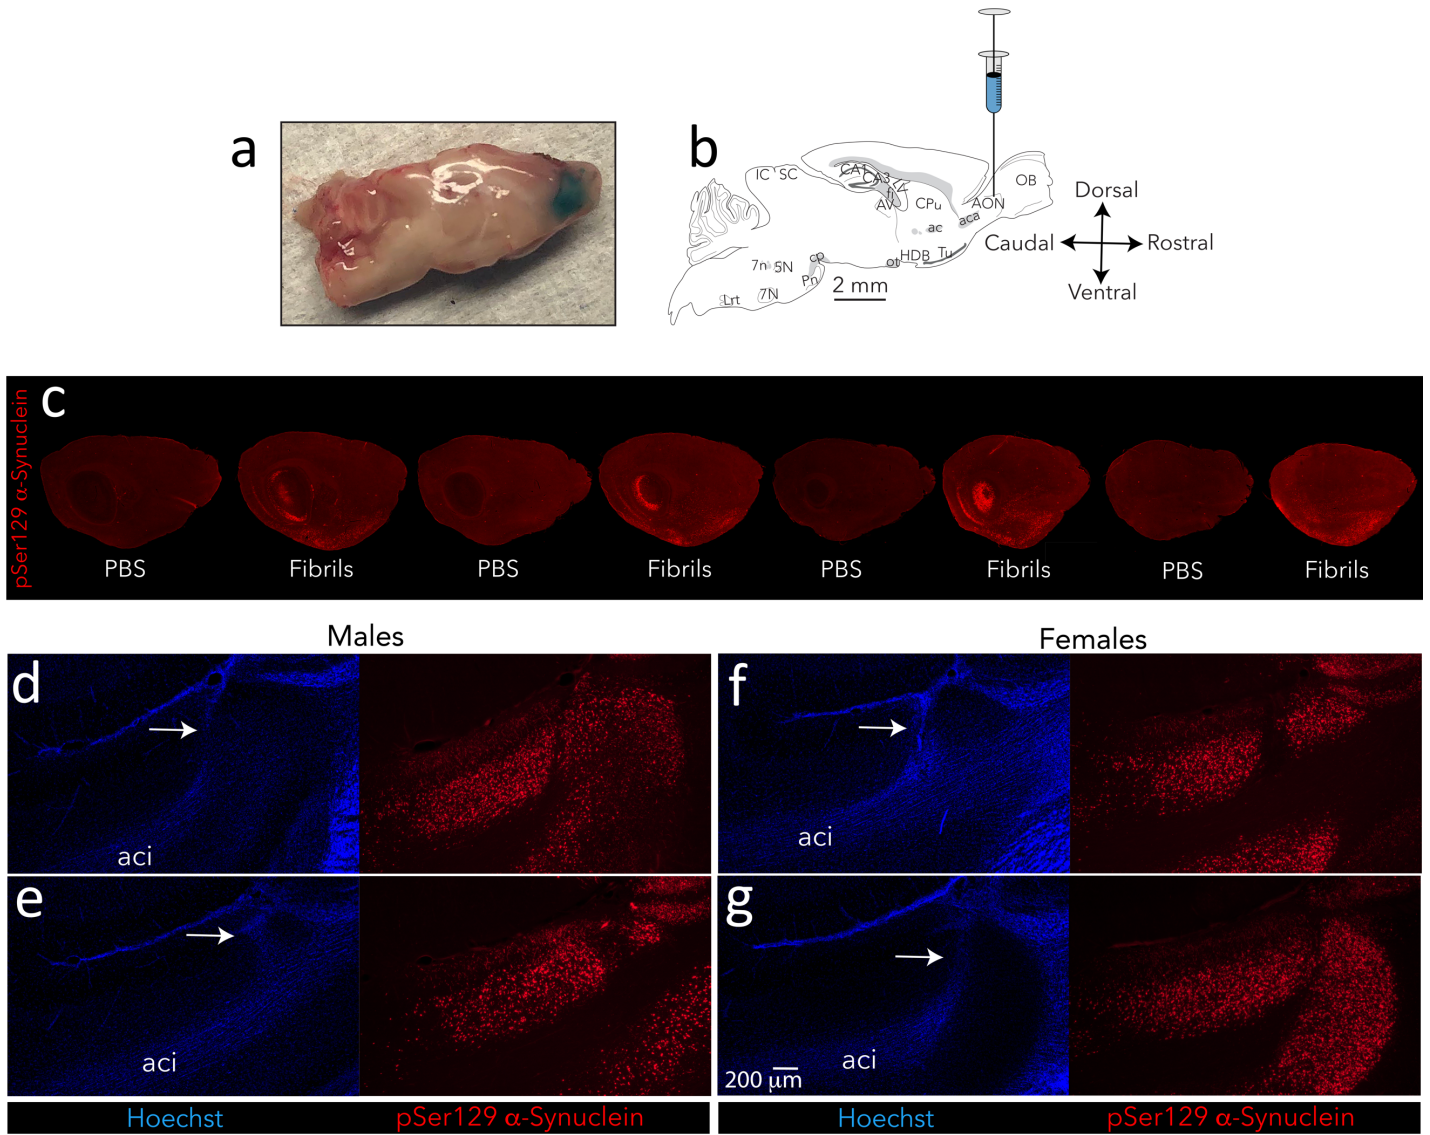 a
b
IC SC
CA1
CA3
fi
AV
CPu
AON
OB
aca
ac
HDB
Tu
ot
cp
7n
5N
Pn
7N
Lrt
2 mm
Dorsal
Caudal
Rostral
Ventral
c
pSer129 α-Synuclein
PBS Fibrils PBS Fibrils PBS Fibrils PBS Fibrils
Males
Females
d
aci
f
aci
e
aci
g
aci
200 μm
Hoechst pSer129 α-Synuclein Hoechst pSer129 α-Synuclein